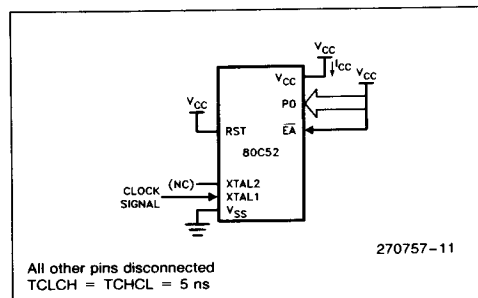 VCC
ICC
VCC
VCC
P0
VCC
RST
EA
80C52
(NC)
XTAL2
CLOCK
SIGNAL
XTAL1
VSS
270757-11
All other pins disconnected
TCLCH = TCHCL = 5 ns